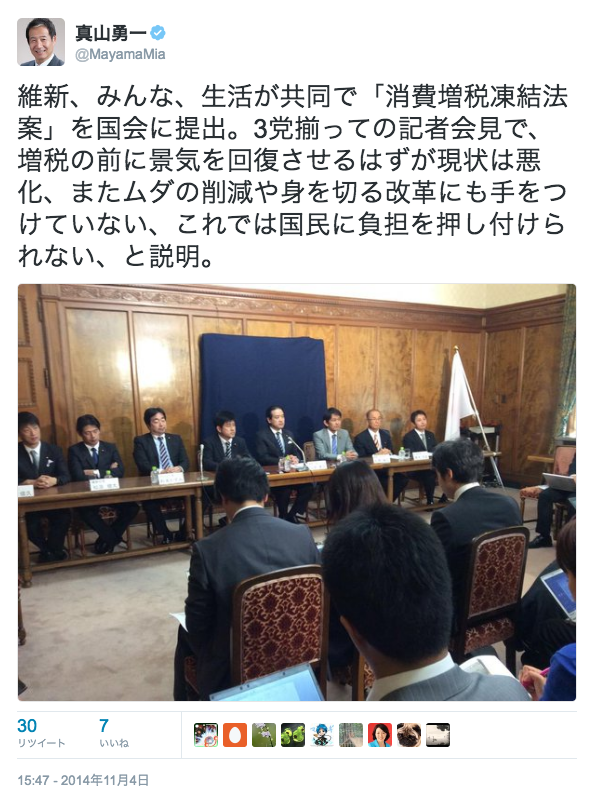 真山勇一
@MayamaMia
維新、みんな、生活が共同で「消費増税凍結法
案」を国会に提出。3党揃っての記者会見で、
増税の前に景気を回復させるはずが現状は悪
化、またムダの削減や身を切る改革にも手をつ
けていない、これでは国民に負担を押し付けら
れない、と説明。
30 7
リツイート いいね
15:47 - 2014年11月4日